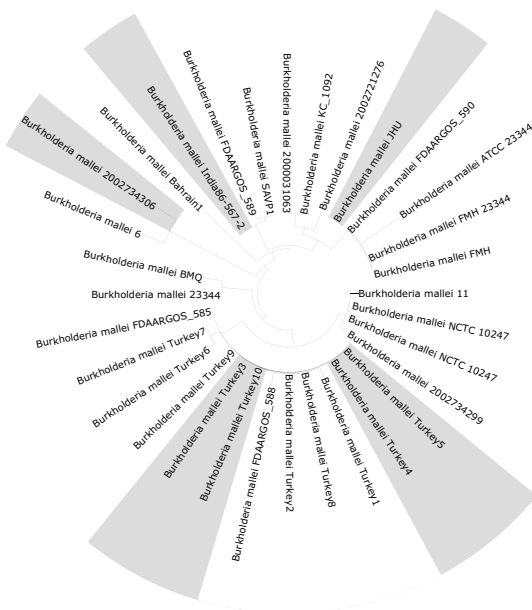 Burkholderia mallei 2000031063
Burkholderia mallei KC_1092
Burkholderia mallei 2002721276
Burkholderia mallei JHU
Burkholderia mallei FDAARGOS_590
Burkholderia mallei ATCC 23344
Burkholderia mallei FMH 23344
Burkholderia mallei FMH
Burkholderia mallei 11
Burkholderia mallei NCTC 10247
Burkholderia mallei NCTC 10247
Burkholderia mallei 2002734299
Burkholderia mallei Turkey5
Burkholderia mallei Turkey4
Burkholderia mallei Turkey1
Burkholderia mallei Turkey8
Burkholderia mallei Turkey2
Burkholderia mallei FDAARGOS_588
Burkholderia mallei Turkey10
Burkholderia mallei Turkey3
Burkholderia mallei Turkey9
Burkholderia mallei Turkey6
Burkholderia mallei Turkey7
Burkholderia mallei FDAARGOS_585
Burkholderia mallei 23344
Burkholderia mallei BMQ
Burkholderia mallei 6
Burkholderia mallei 2002734306
Burkholderia mallei Bahrain1
Burkholderia mallei India86-567-2
Burkholderia mallei FDAARGOS_589
Burkholderia mallei SAVP1